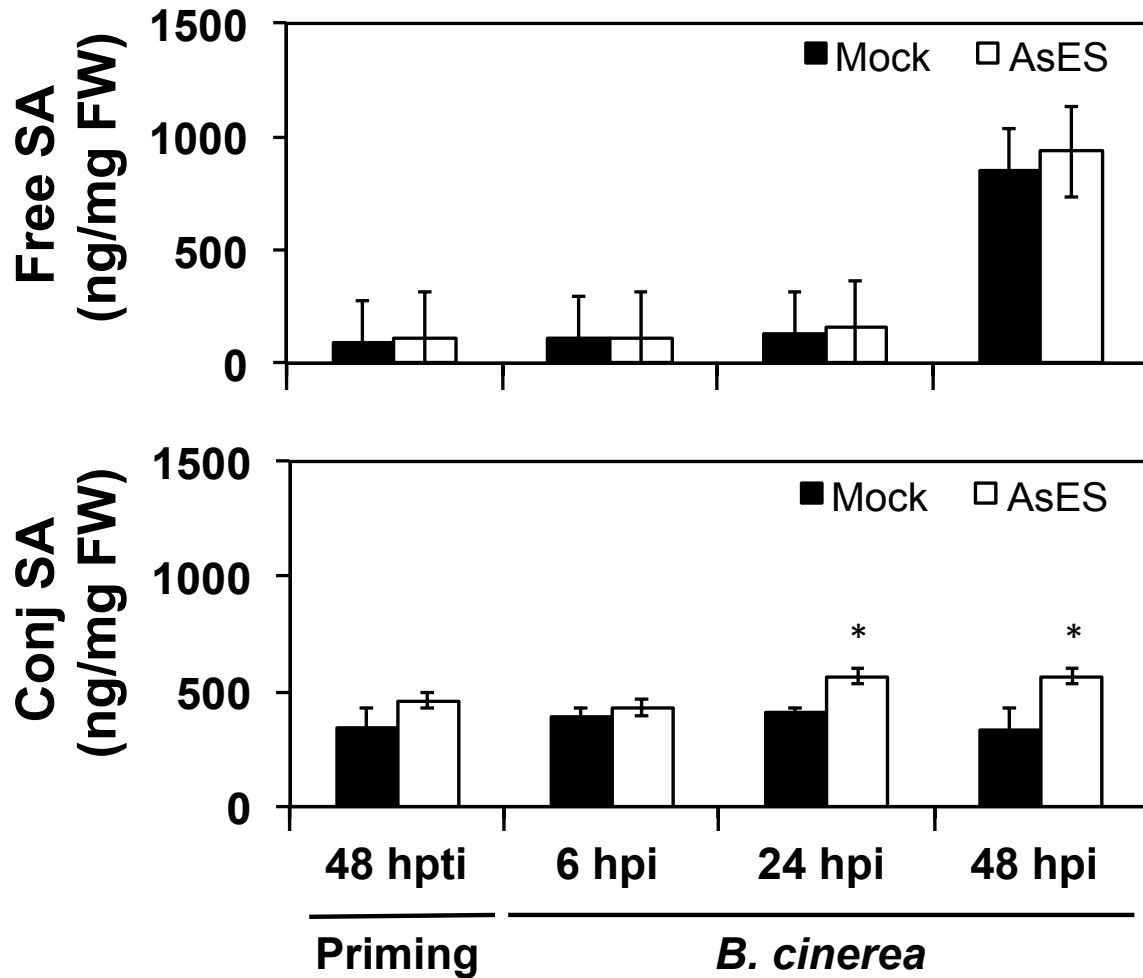 Free SA
(ng/mg FW)
1500
1000
500
0
Mock
AsES
Conj SA
(ng/mg FW)
1500
1000
500
0
Mock
AsES
*
*
48 hpti
6 hpi
24 hpi
48 hpi
Priming
B. cinerea